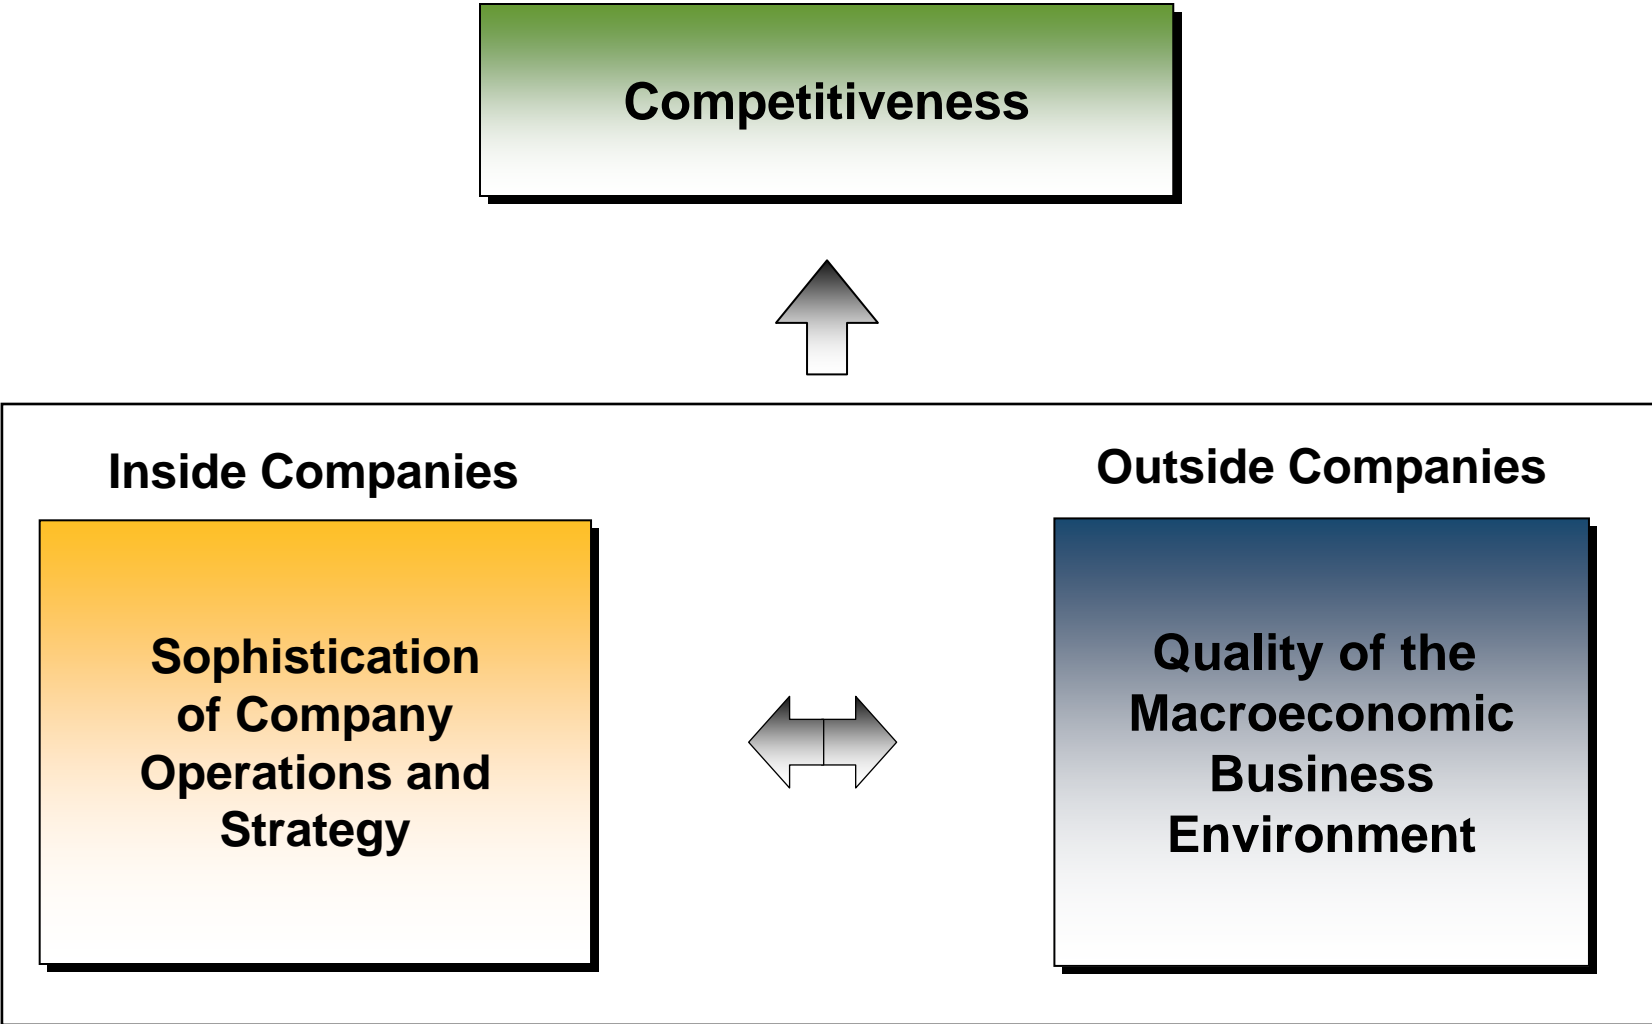 Competitiveness
Inside Companies
Sophistication
of Company
Operations and
Strategy
Outside Companies
Quality of the
Macroeconomic
Business
Environment